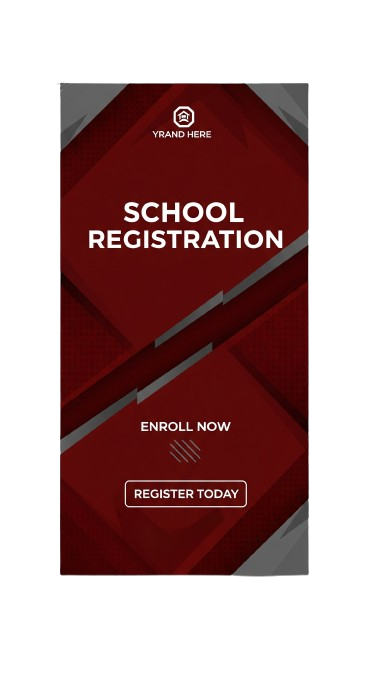 YRAND HERE
SCHOOL
REGISTRATION
ENROLL NOW
REGISTER TODAY